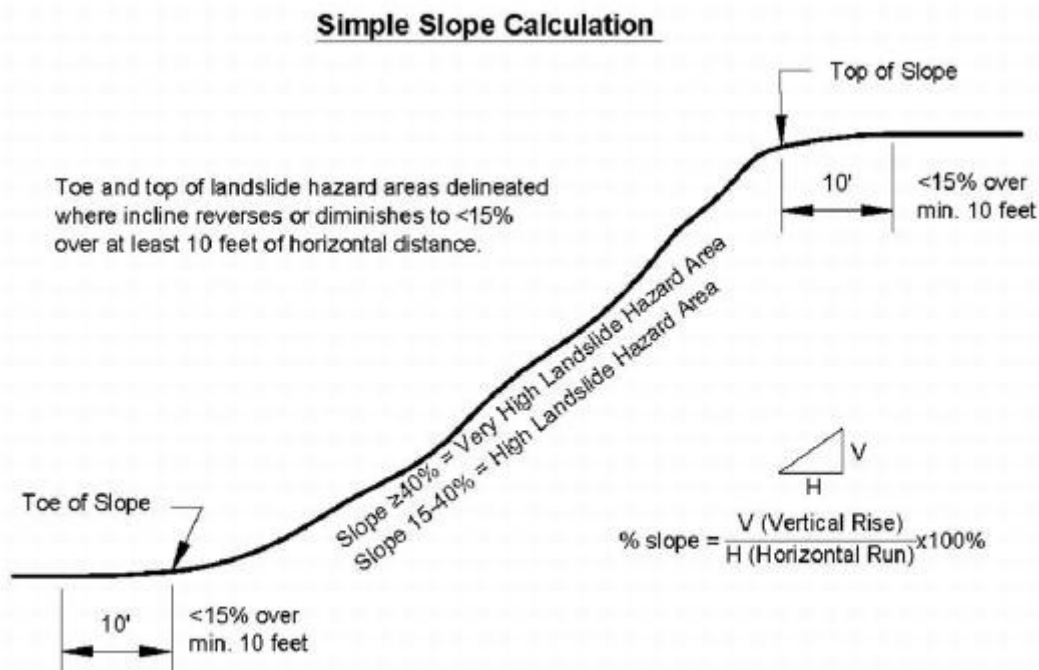 Simple Slope Calculation
Top of Slope
10'
<15% over
min. 10 feet
Toe and top of landslide hazard areas delineated
where incline reverses or diminishes to <15%
over at least 10 feet of horizontal distance.
Slope ≥40% = Very High Landslide Hazard Area
Slope 15-40% = High Landslide Hazard Area
V
H
Toe of Slope
% slope = V (Vertical Rise)
H (Horizontal Run) x100%
10'
<15% over
min. 10 feet